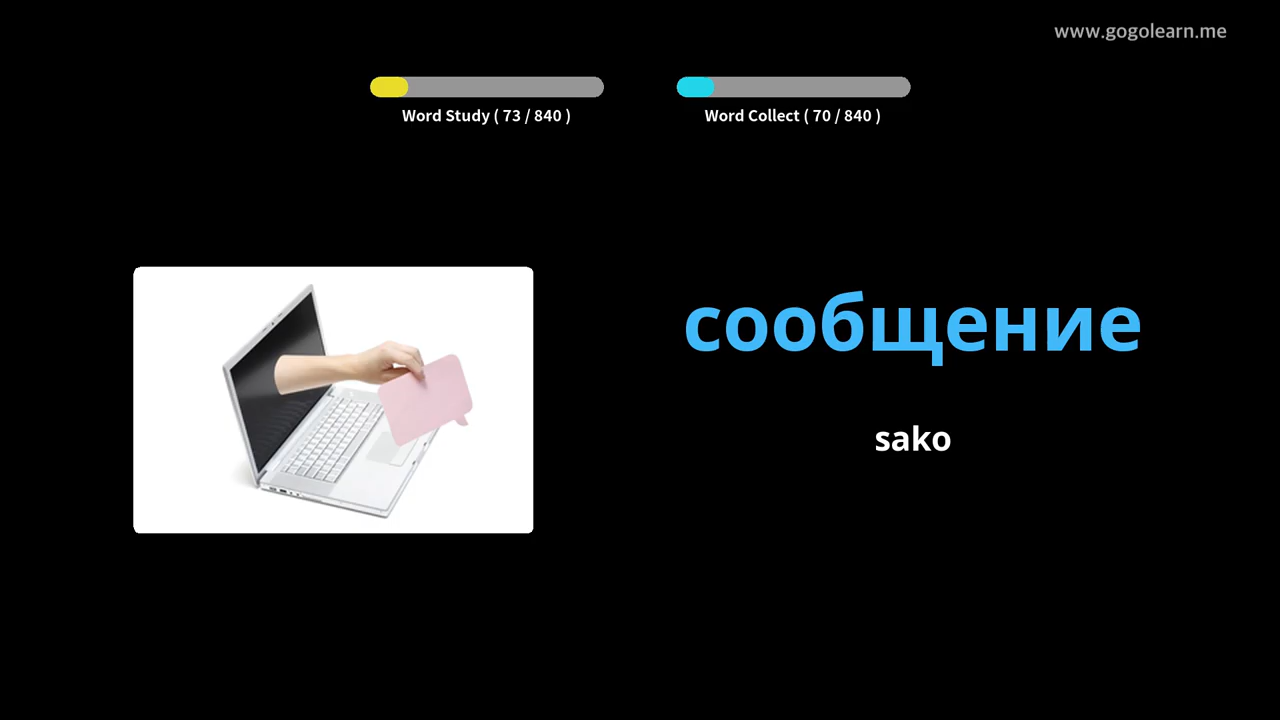 www.gogolearn.me
Word Study ( 73 / 840 )
Word Collect ( 70 / 840 )
сообщение
sako